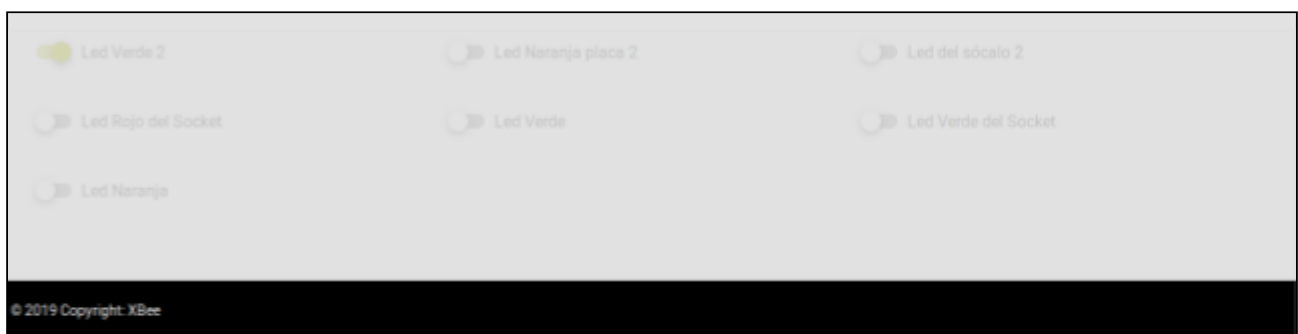 Led Verde 2 Led Naranja placa 2 Led del sócalo 2
Led Rojo del Socket Led Verde Led Verde del Socket
Led Naranja
© 2019 Copyright: XBee